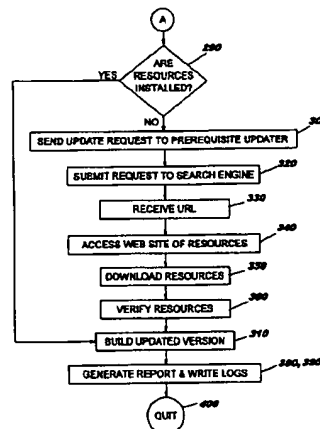 A
290
ARE
RESOURCES
INSTALLED?
YES
NO
SEND UPDATE REQUEST TO PREREQUISITE UPDATER
SUBMIT REQUEST TO SEARCH ENGINE
320
RECEIVE URL
330
ACCESS WEB SITE OF RESOURCES
340
DOWNLOAD RESOURCES
VERIFY RESOURCES
BUILD UPDATED VERSION
310
GENERATE REPORT & WRITE LOGS
QUIT
400